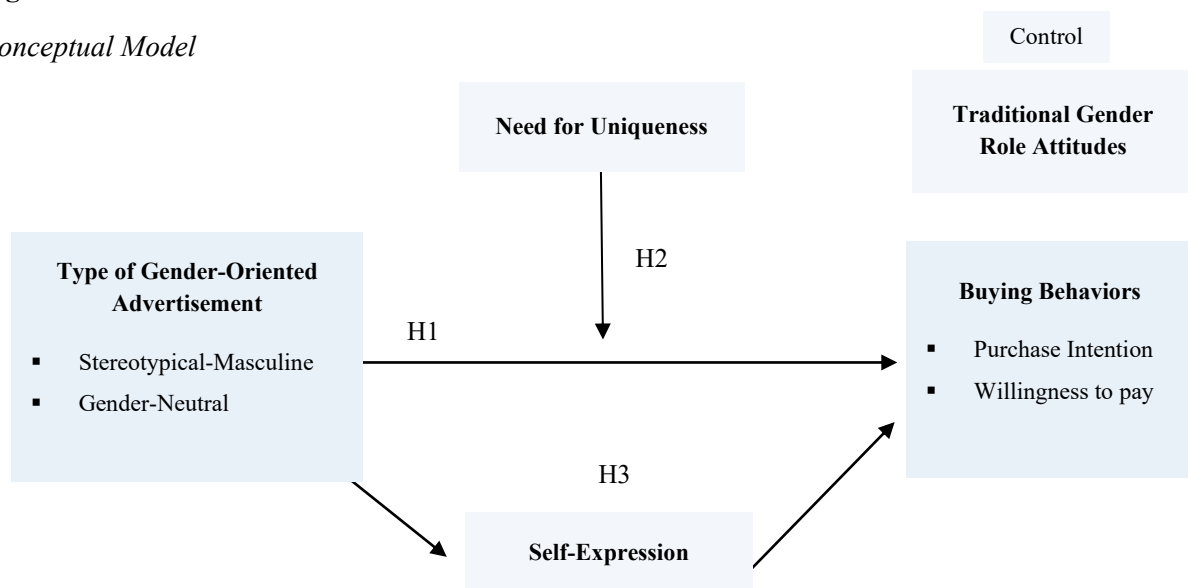 onceptual Model
Control
Need for Uniqueness
Traditional Gender
Role Attitudes
Type of Gender-Oriented
Advertisement
▪ Stereotypical-Masculine
▪ Gender-Neutral
H1
H2
Buying Behaviors
▪ Purchase Intention
▪ Willingness to pay
H3
Self-Expression